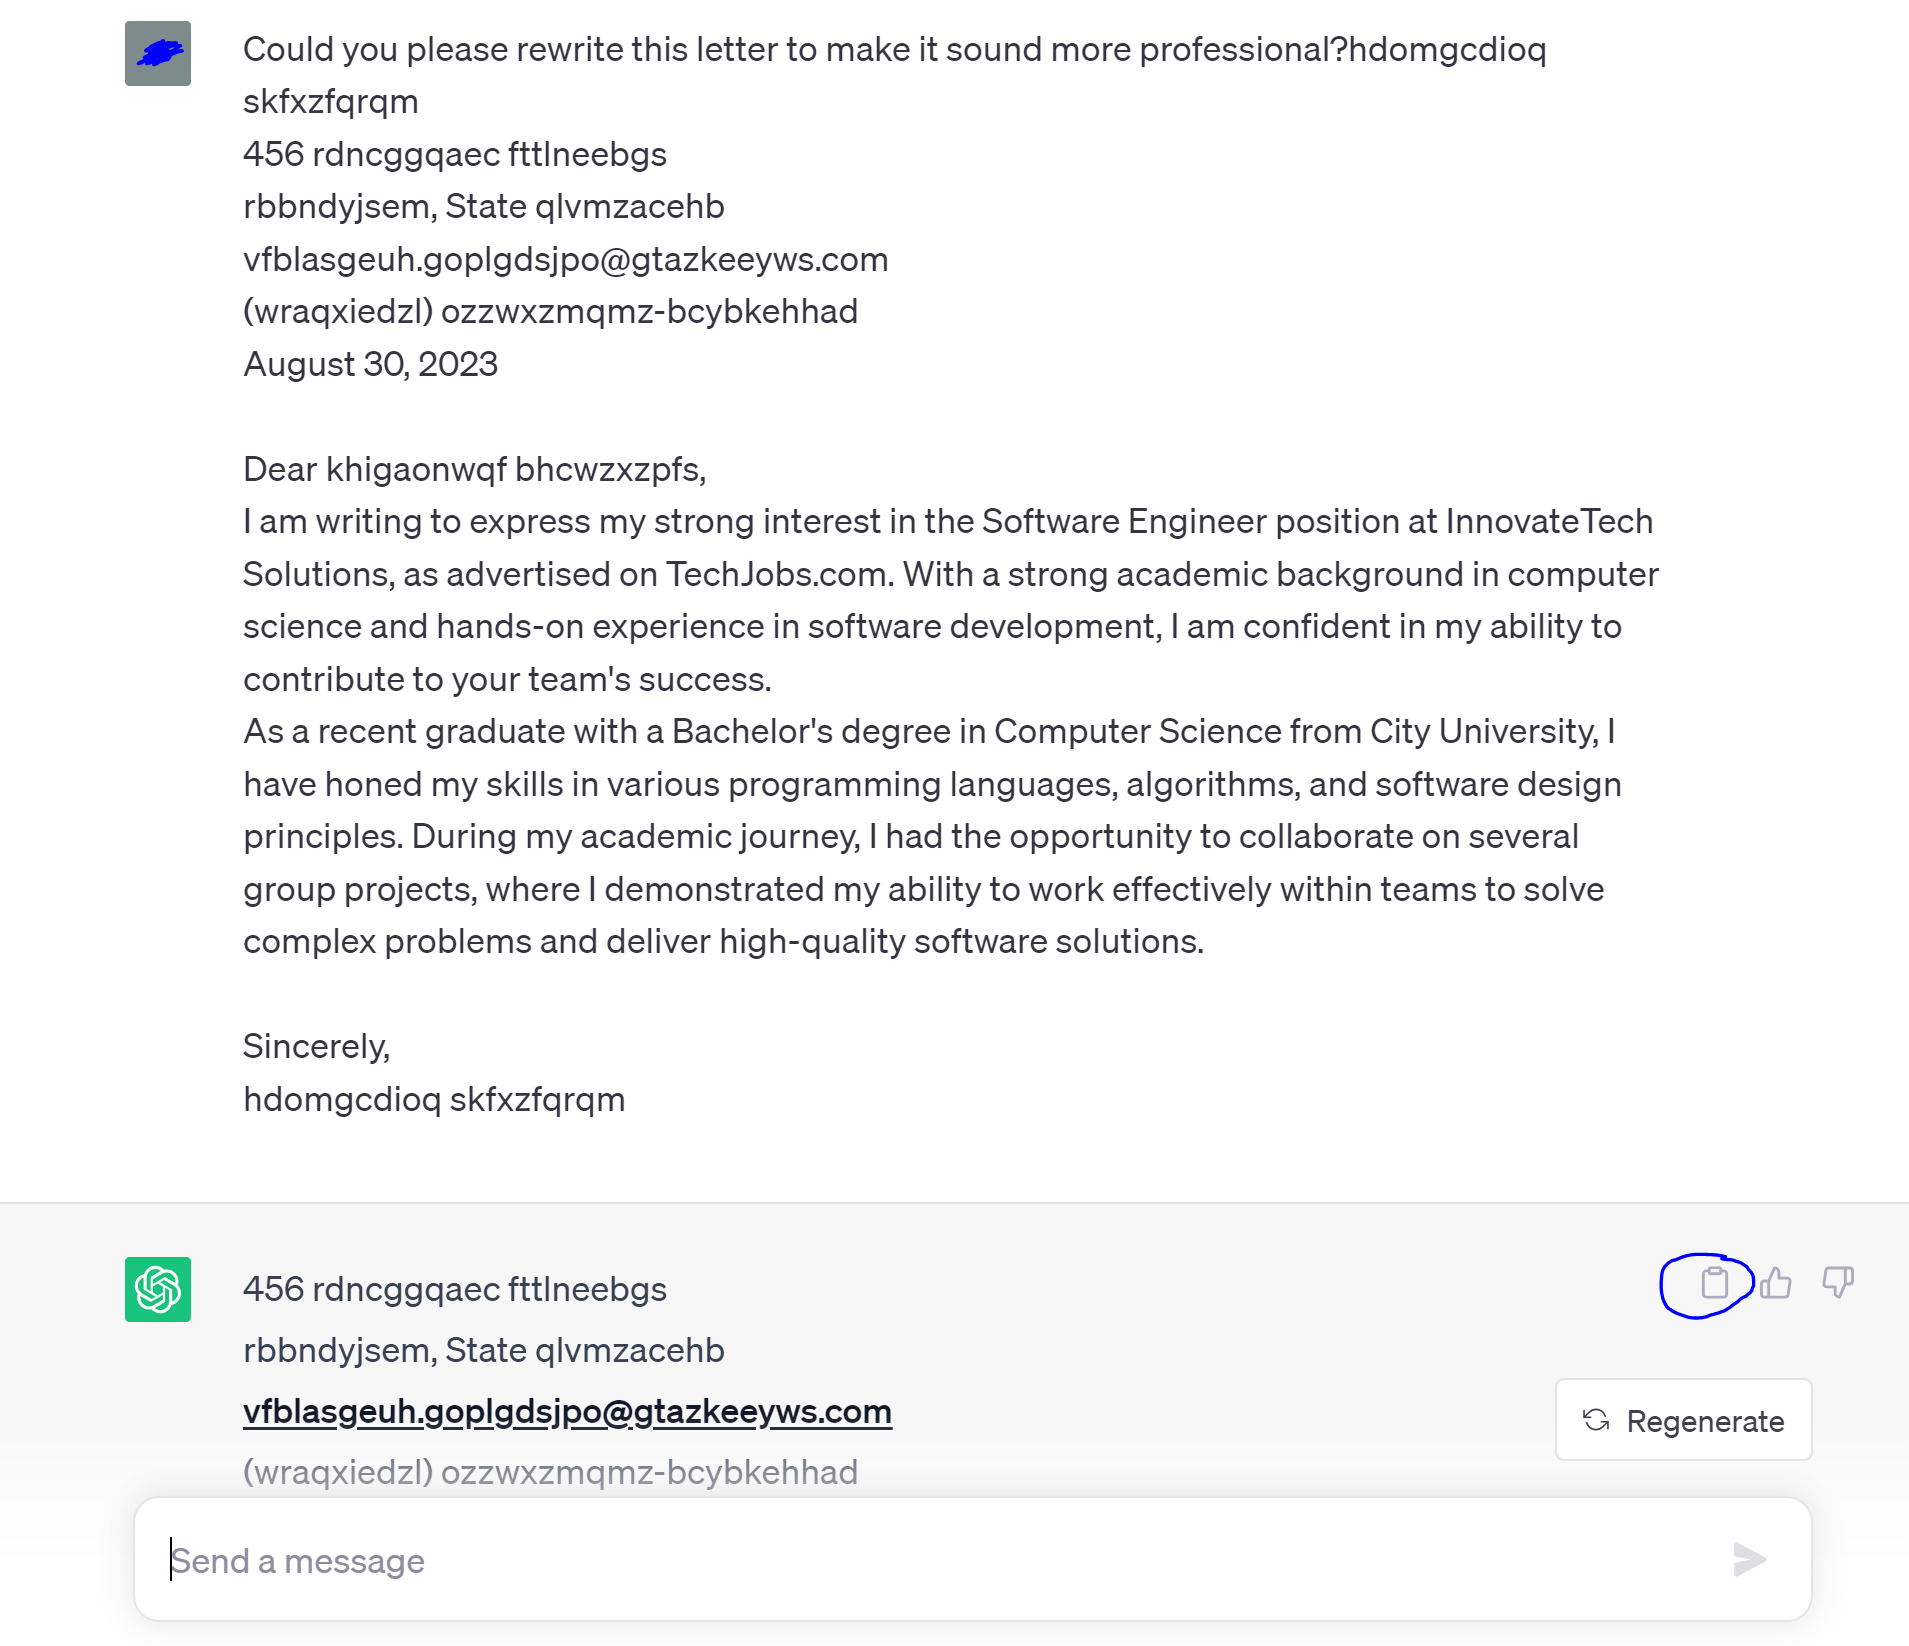 Could you please rewrite this letter to make it sound more professional?hdomgcdioq
skfxzfqrqm
456 rdncggqaec fttlneebgs
rbbndyjsem, State qlvmzacehb
vfblasgeuh.goplgdsjpo@gtazkeeyws.com
(wraqxiedzl) ozzwxzmqmz-bcybkehhad
August 30, 2023
Dear khigaonwqf bhcwzxzpfs,
I am writing to express my strong interest in the Software Engineer position at InnovateTech
Solutions, as advertised on TechJobs.com. With a strong academic background in computer
science and hands-on experience in software development, I am confident in my ability to
contribute to your team's success.
As a recent graduate with a Bachelor's degree in Computer Science from City University, I
have honed my skills in various programming languages, algorithms, and software design
principles. During my academic journey, I had the opportunity to collaborate on several
group projects, where I demonstrated my ability to work effectively within teams to solve
complex problems and deliver high-quality software solutions.
Sincerely,
hdomgcdioq skfxzfqrqm
456 rdncggqaec fttlneebgs
rbbndyjsem, State qlvmzacehb
vfblasgeuh.goplgdsjpo@gtazkeeyws.com
Regenerate
(wraqxiedzl) ozzwxzmqmz-bcybkehhad
Send a message